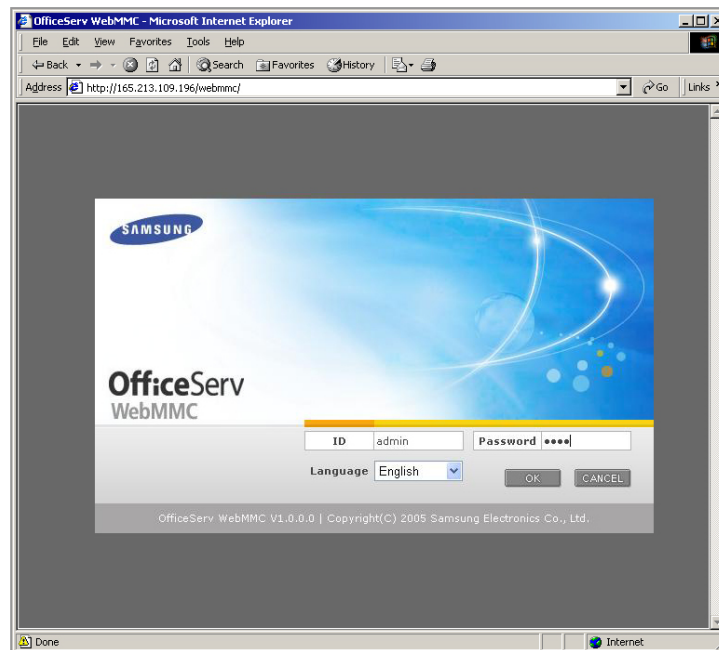 OfficeServ WebMMC - Microsoft Internet Explorer
File Edit View Favorites Tools Help
Back Search Favorites History
Address http://165.213.109.196/webmmc/ Go Links
SAMSUNG
OfficeServ
WebMMC
ID admin Password ••••
Language English OK CANCEL
OfficeServ WebMMC V1.0.0.0 | Copyright(C) 2005 Samsung Electronics Co., Ltd.
Done Internet